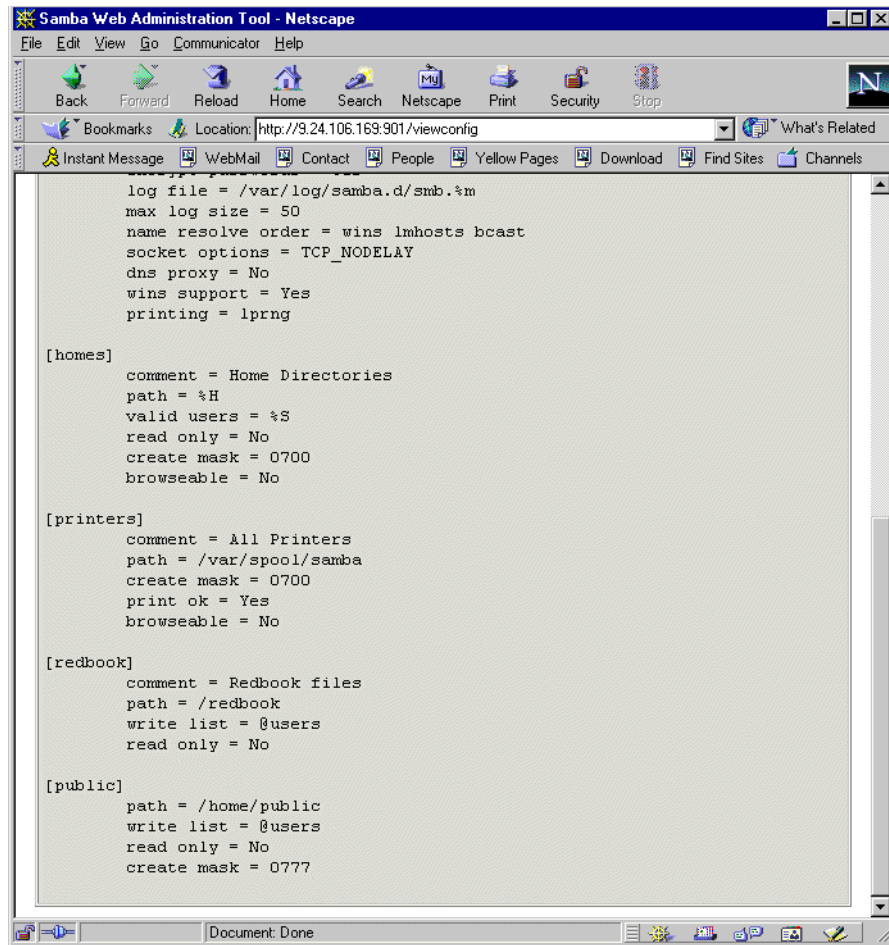 Samba Web Administration Tool - Netscape
File Edit View Go Communicator Help
Back Forward Reload Home Search Netscape Print Security Stop
My
N
Bookmarks Location: http://9.24.106.169:901/viewconfig What's Related
Instant Message WebMail Contact People Yellow Pages Download Find Sites Channels
log file = /var/log/samba.d/smb.%m
max log size = 50
name resolve order = wins lmhosts bcast
socket options = TCP_NODELAY
dns proxy = No
wins support = Yes
printing = lprng
[homes]
comment = Home Directories
path = %H
valid users = %S
read only = No
create mask = 0700
browseable = No
[printers]
comment = All Printers
path = /var/spool/samba
create mask = 0700
print ok = Yes
browseable = No
[redbook]
comment = Redbook files
path = /redbook
write list = @users
read only = No
[public]
path = /home/public
write list = @users
read only = No
create mask = 0777
Document: Done